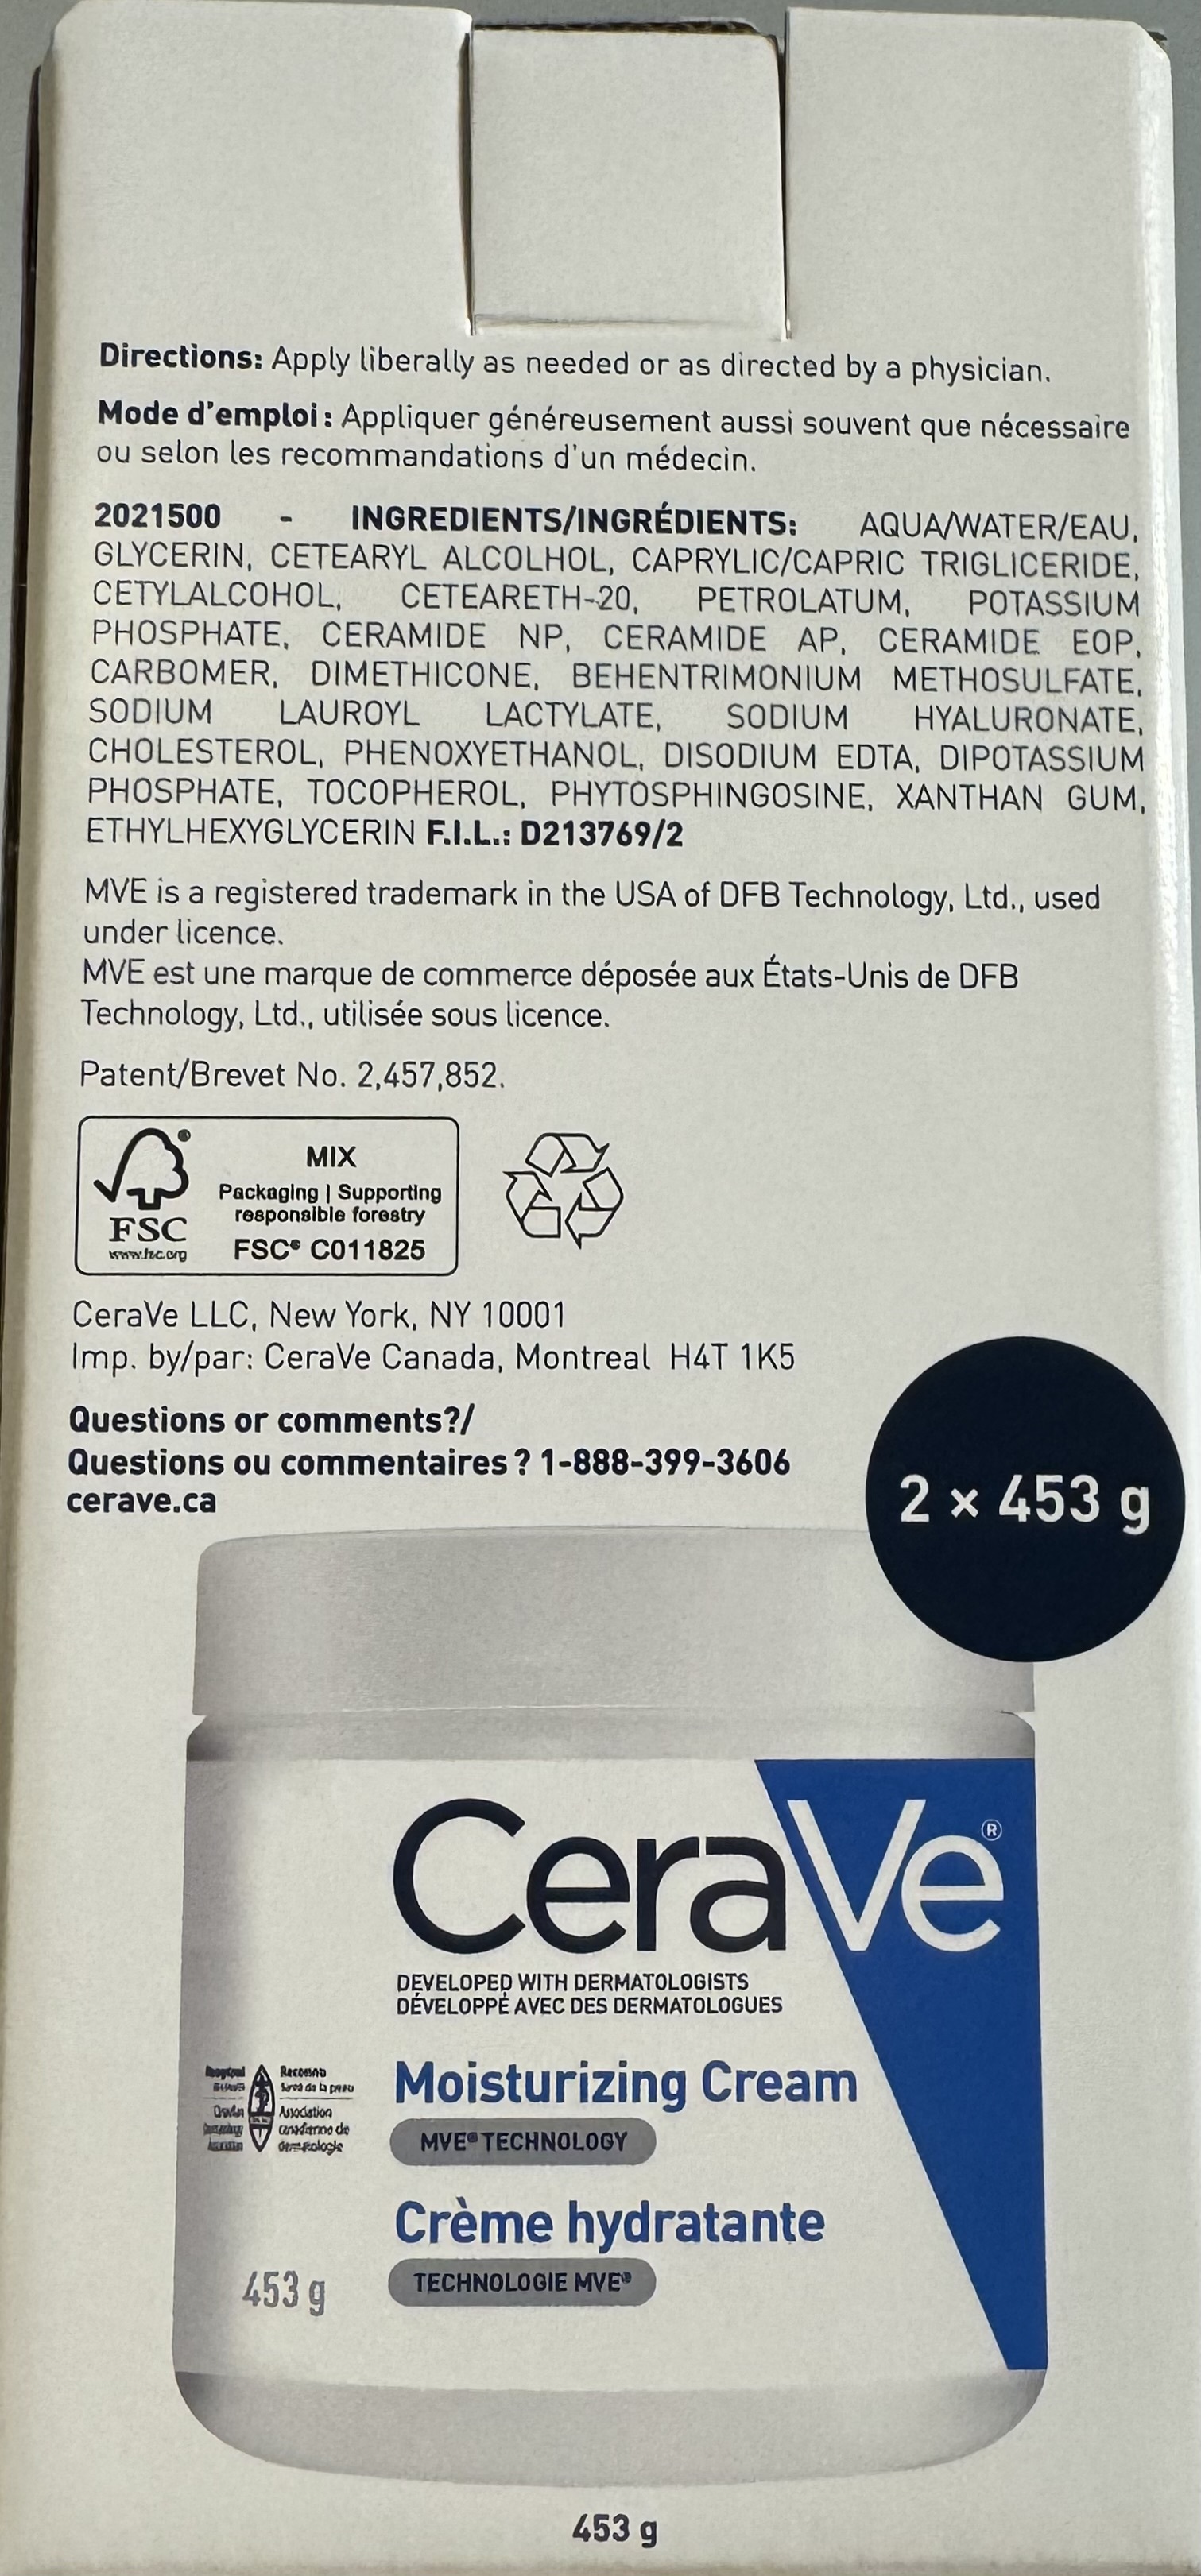 Directions: Apply liberally as needed or as directed by a physician.
Mode d'emploi : Appliquer généreusement aussi souvent que nécessaire
ou selon les recommandations d'un médecin.
2021500 - INGREDIENTS/INGRÉDIENTS: AQUA/WATER/EAU,
GLYCERIN, CETEARYL ALCOLHOL, CAPRYLIC/CAPRIC TRIGLICERIDE,
CETYLALCOHOL, CETEARETH-20, PETROLATUM, POTASSIUM
PHOSPHATE, CERAMIDE NP, CERAMIDE AP, CERAMIDE EOP,
CARBOMER, DIMETHICONE, BEHENTRIMONIUM METHOSULFATE,
SODIUM LAUROYL LACTYLATE, SODIUM HYALURONATE,
CHOLESTEROL, PHENOXYETHANOL, DISODIUM EDTA, DIPOTASSIUM
PHOSPHATE, TOCOPHEROL, PHYTOSPHINGOSINE, XANTHAN GUM,
ETHYLHEXYGLYCERIN F.I.L.: D213769/2
MVE is a registered trademark in the USA of DFB Technology, Ltd., used
under licence.
MVE est une marque de commerce déposée aux États-Unis de DFB
Technology, Ltd., utilisée sous licence.
Patent/Brevet No. 2,457,852.
FSC
www.fsc.org
MIX
Packaging | Supporting
responsible forestry
FSC® C011825
CeraVe LLC, New York, NY 10001
Imp. by/par: CeraVe Canada, Montreal H4T 1K5
Questions or comments?/
Questions ou commentaires ? 1-888-399-3606
cerave.ca
2 × 453 g
CeraVe®
DEVELOPED WITH DERMATOLOGISTS
DÉVELOPPÉ AVEC DES DERMATOLOGUES
Moisturizing Cream
MVE® TECHNOLOGY
Crème hydratante
TECHNOLOGIE MVE®
de la peau
Association
canadienne de
dermatologie
453 g
453 g